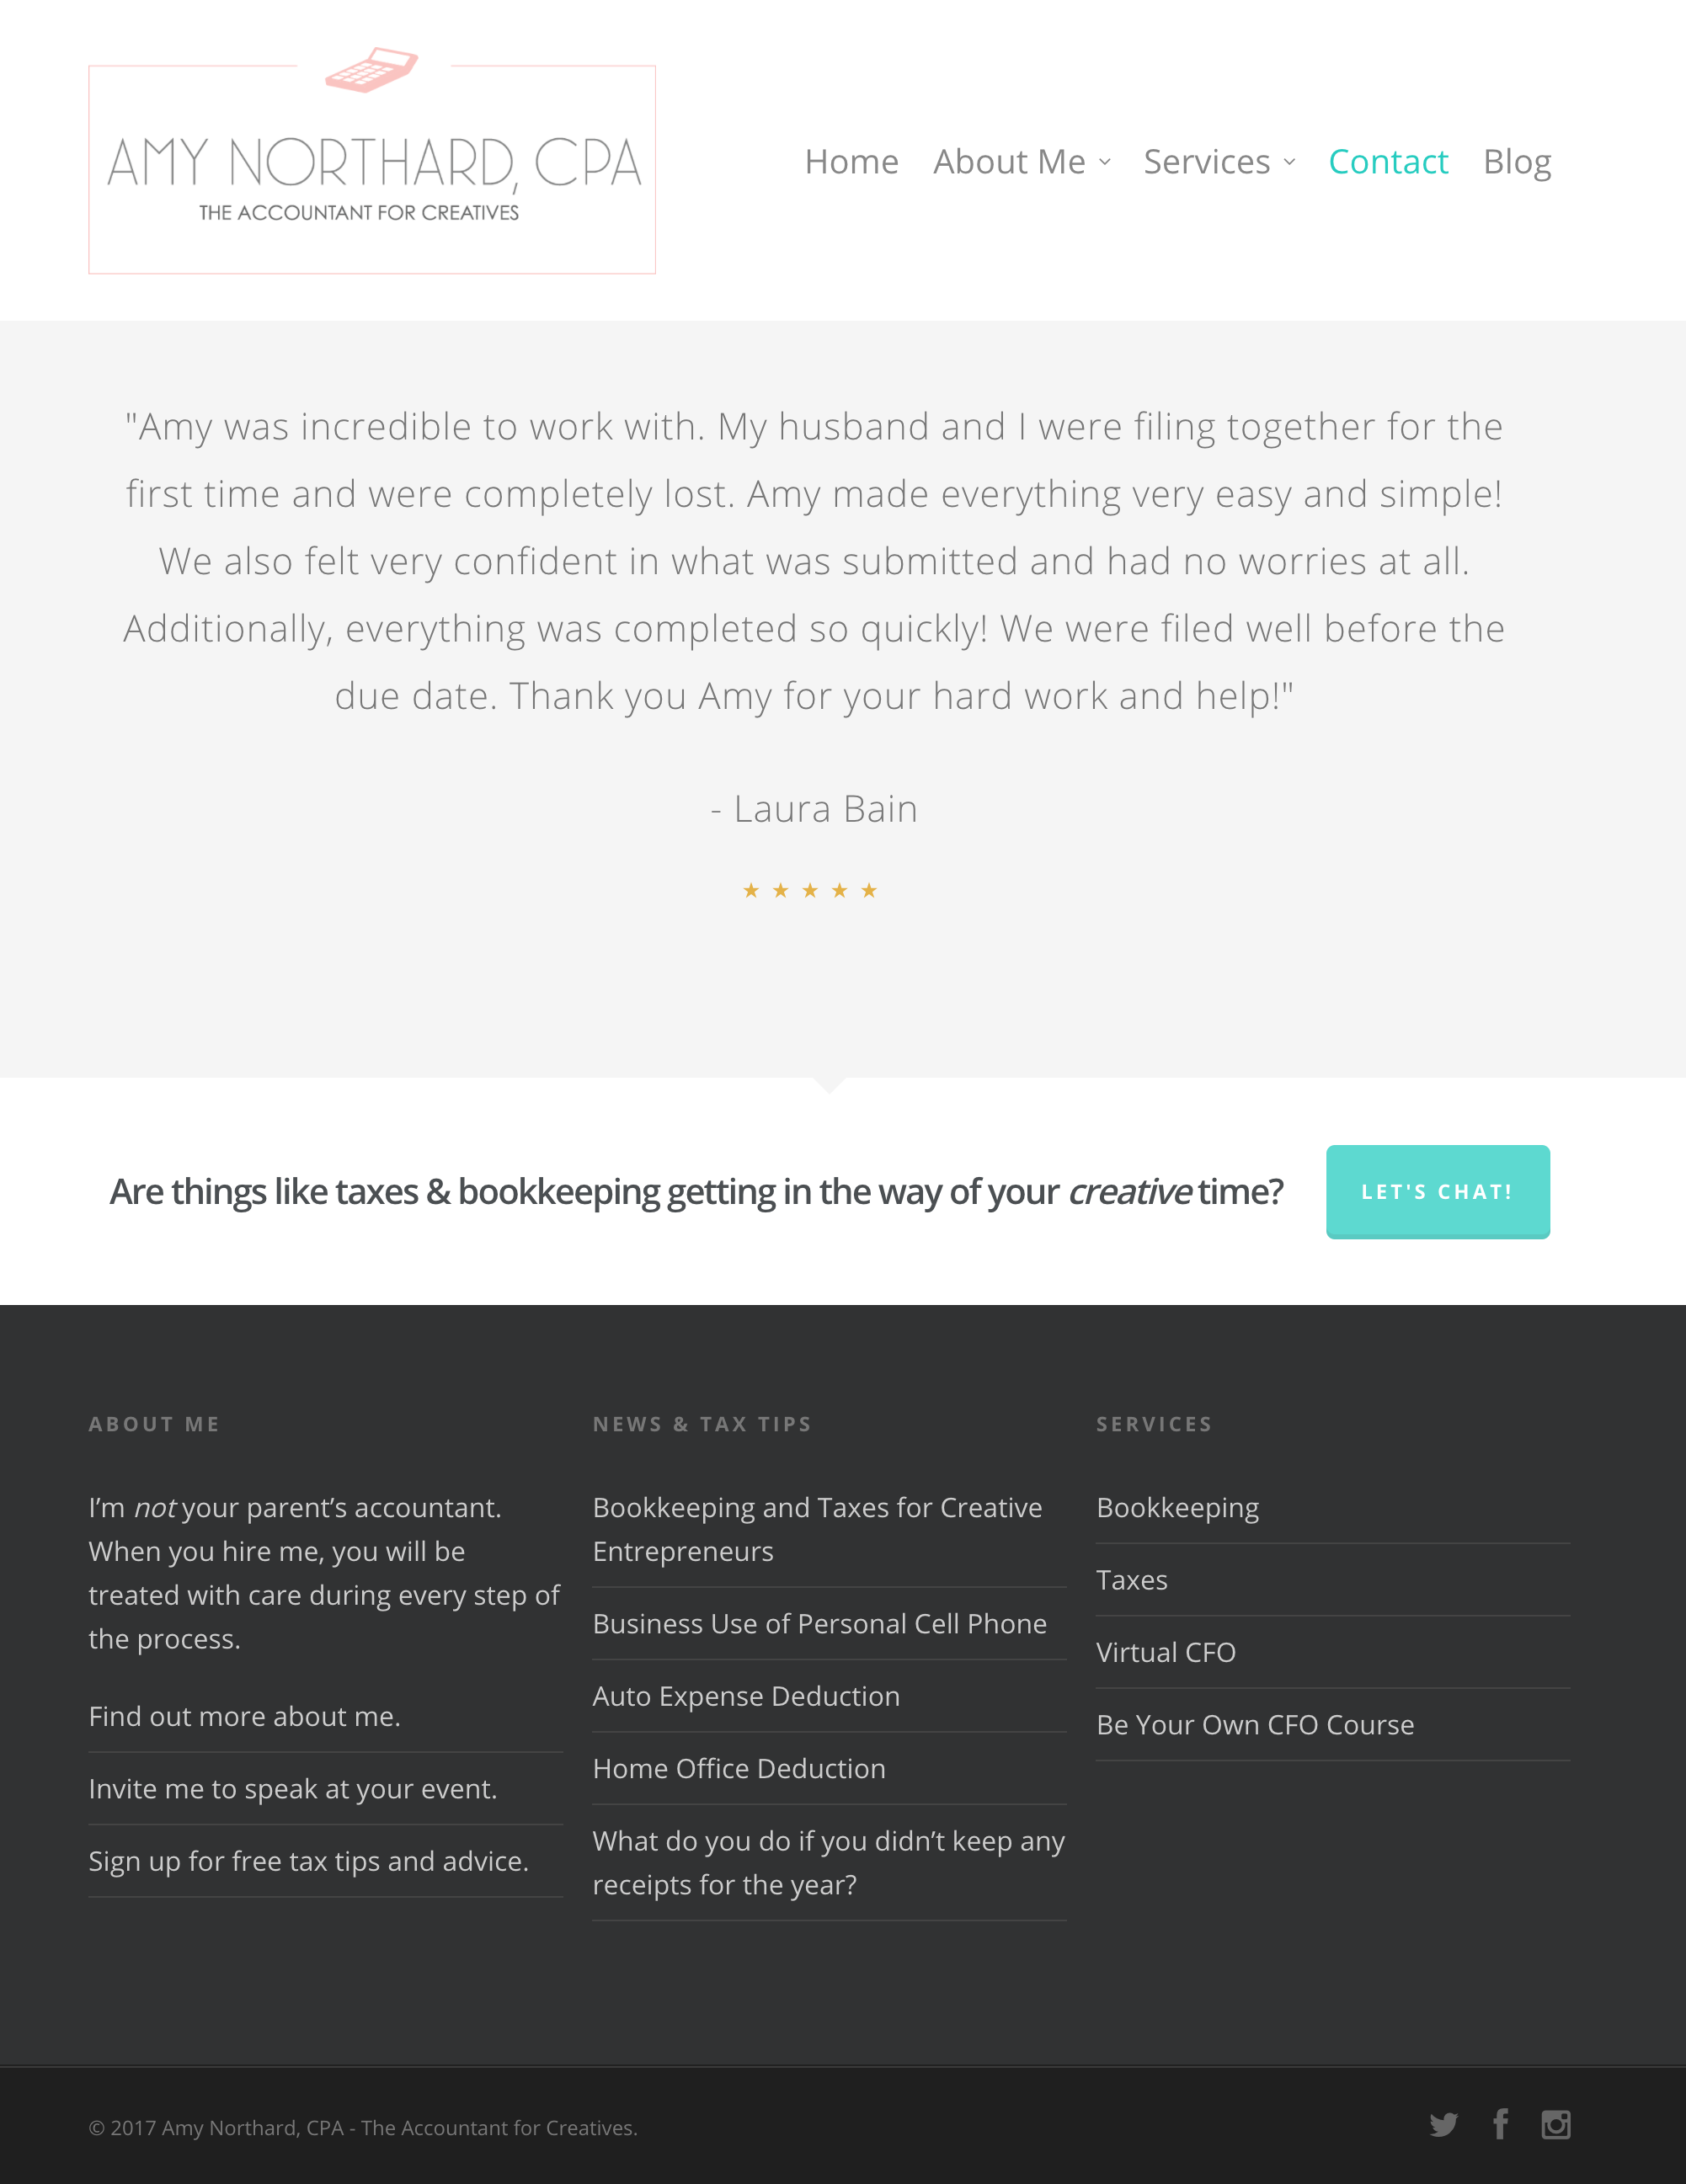 AMY NORTHARD, CPA
THE ACCOUNTANT FOR CREATIVES
Home About Me Services Contact Blog
"Amy was incredible to work with. My husband and I were filing together for the
first time and were completely lost. Amy made everything very easy and simple!
We also felt very confident in what was submitted and had no worries at all.
Additionally, everything was completed so quickly! We were filed well before the
due date. Thank you Amy for your hard work and help!"
- Laura Bain
★ ★ ★ ★ ★
Are things like taxes & bookkeeping getting in the way of your creative time?
LET'S CHAT!
ABOUT ME
I’m not your parent’s accountant.
When you hire me, you will be
treated with care during every step of
the process.
Find out more about me.
Invite me to speak at your event.
Sign up for free tax tips and advice.
NEWS & TAX TIPS
Bookkeeping and Taxes for Creative
Entrepreneurs
Business Use of Personal Cell Phone
Auto Expense Deduction
Home Office Deduction
What do you do if you didn’t keep any
receipts for the year?
SERVICES
Bookkeeping
Taxes
Virtual CFO
Be Your Own CFO Course
© 2017 Amy Northard, CPA - The Accountant for Creatives.